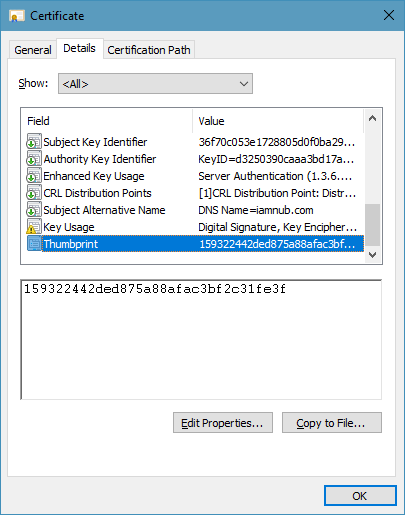 Certificate
General Details Certification Path
Show: <All>
Field Value
Subject Key Identifier 36f70c053e1728805d0f0ba29...
Authority Key Identifier KeyID=d3250390caaa3bd17a...
Enhanced Key Usage Server Authentication (1.3.6....
CRL Distribution Points [1]CRL Distribution Point: Distr...
Subject Alternative Name DNS Name=iamnub.com
Key Usage Digital Signature, Key Encipher...
Thumbprint 159322442ded875a88afac3bf...
159322442ded875a88afac3bf2c31fe3f
Edit Properties... Copy to File...
OK